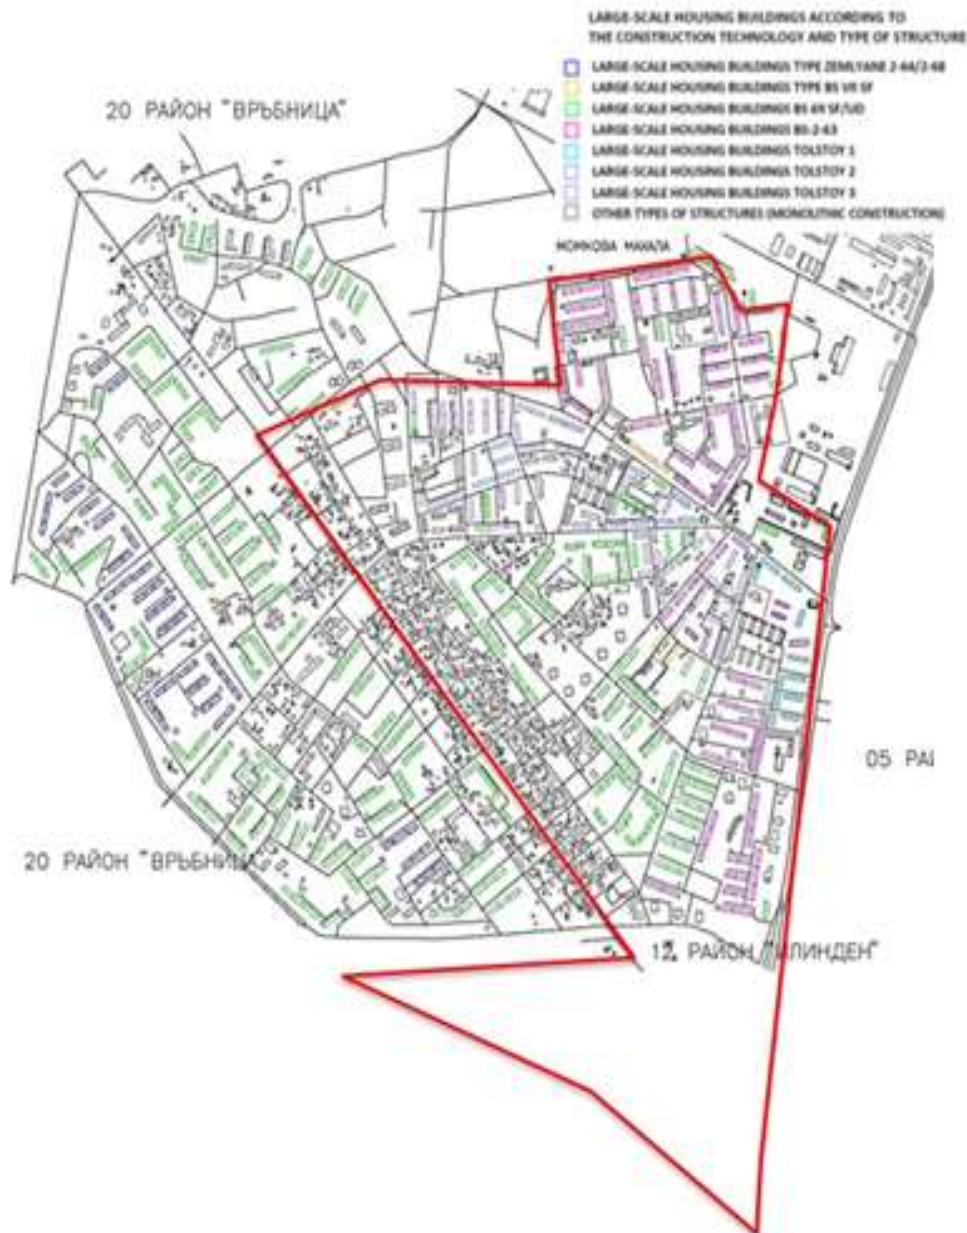 LARGE-SCALE HOUSING BUILDINGS ACCORDING TO
THE CONSTRUCTION TECHNOLOGY AND TYPE OF STRUCTURE
LARGE-SCALE HOUSING BUILDINGS TYPE ZEMLYANE 2-64/2-68
LARGE-SCALE HOUSING BUILDINGS TYPE BS VII SF
LARGE-SCALE HOUSING BUILDINGS BS 69 SF/UD
LARGE-SCALE HOUSING BUILDINGS BS-2-63
LARGE-SCALE HOUSING BUILDINGS TOLSTOY 1
LARGE-SCALE HOUSING BUILDINGS TOLSTOY 2
LARGE-SCALE HOUSING BUILDINGS TOLSTOY 3
OTHER TYPES OF STRUCTURES (MONOLITHIC CONSTRUCTION)
20 РАЙОН "ВРЪБНИЦА"
МОМКОВА МАХАЛА
05 РАЙ
20 РАЙОН "ВРЪБНИЦА"
12 РАЙОН "ИЛИНДЕН"